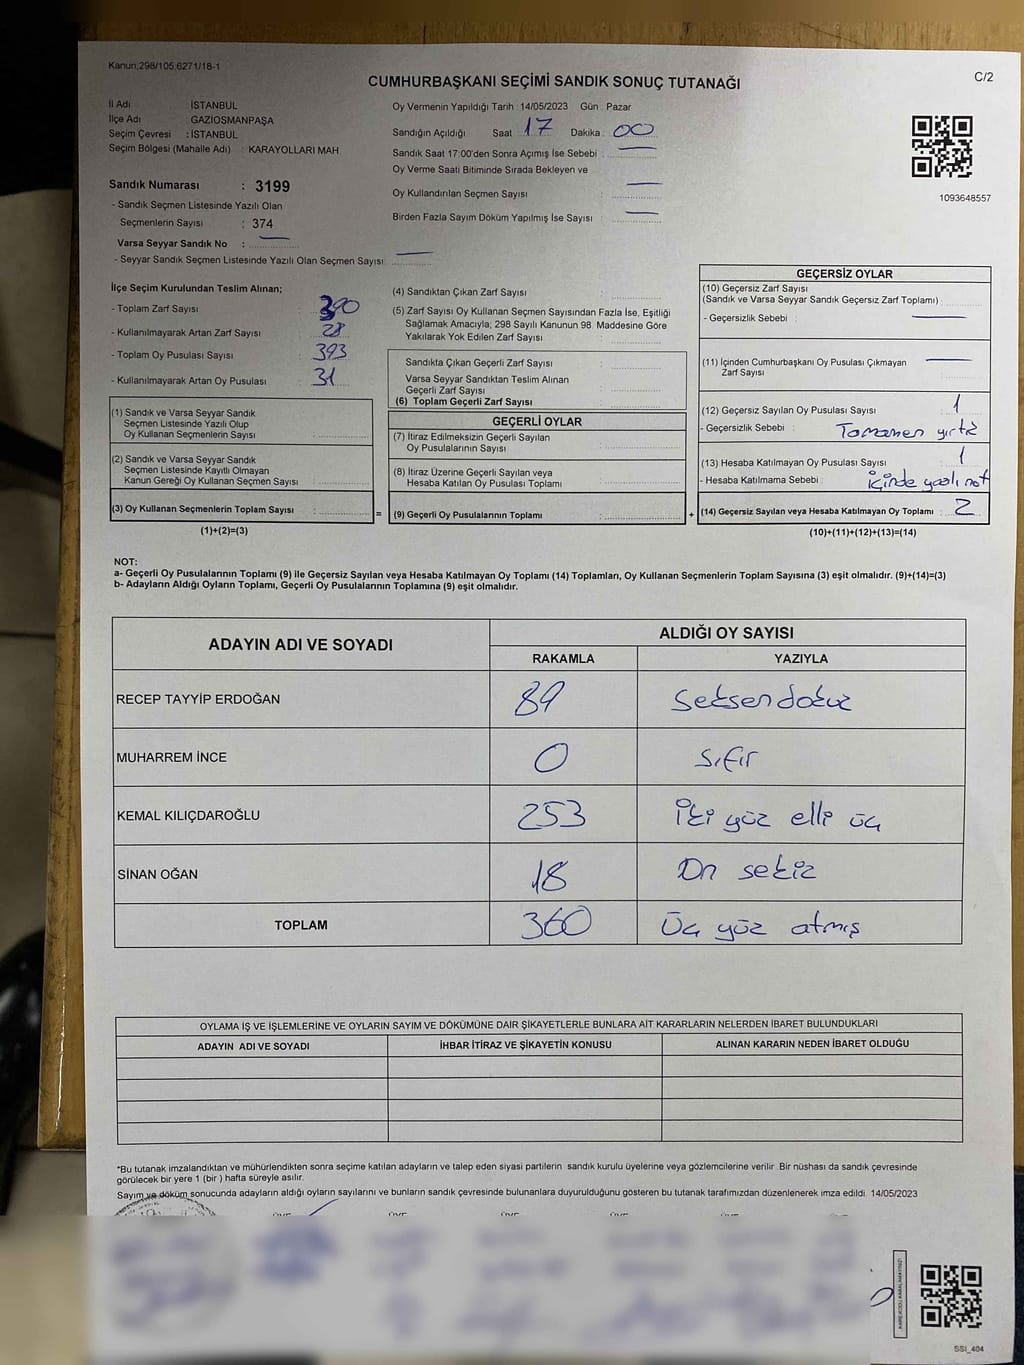 Kanun;298/105,6271/18-1
C/2
CUMHURBAŞKANI SEÇİMİ SANDIK SONUÇ TUTANAĞI
İl Adı : İSTANBUL
İlçe Adı : GAZİOSMANPAŞA
Seçim Çevresi : İSTANBUL
Seçim Bölgesi (Mahalle Adı) : KARAYOLLARI MAH
Sandık Numarası : 3199
- Sandık Seçmen Listesinde Yazılı Olan
Seçmenlerin Sayısı : 374
Varsa Seyyar Sandık No :
- Seyyar Sandık Seçmen Listesinde Yazılı Olan Seçmen Sayısı:
Oy Vermenin Yapıldığı Tarih : 14/05/2023 Gün : Pazar
Sandığın Açıldığı Saat 17 Dakika : 00
Sandık Saat 17:00'den Sonra Açımış İse Sebebi :
Oy Verme Saati Bitiminde Sırada Bekleyen ve
Oy Kullandırılan Seçmen Sayısı :
Birden Fazla Sayım Döküm Yapılmış İse Sayısı :
1093648557
İlçe Seçim Kurulundan Teslim Alınan;
- Toplam Zarf Sayısı : 390
- Kullanılmayarak Artan Zarf Sayısı : 28
- Toplam Oy Pusulası Sayısı : 393
- Kullanılmayarak Artan Oy Pusulası : 31
(1) Sandık ve Varsa Seyyar Sandık
Seçmen Listesinde Yazılı Olup
Oy Kullanan Seçmenlerin Sayısı :
(2) Sandık ve Varsa Seyyar Sandık
Seçmen Listesinde Kayıtlı Olmayan
Kanun Gereği Oy Kullanan Seçmen Sayısı :
(3) Oy Kullanan Seçmenlerin Toplam Sayısı : =
(1)+(2)=(3)
(4) Sandıktan Çıkan Zarf Sayısı :
(5) Zarf Sayısı Oy Kullanan Seçmen Sayısından Fazla İse, Eşitliği
Sağlamak Amacıyla; 298 Sayılı Kanunun 98. Maddesine Göre
Yakılarak Yok Edilen Zarf Sayısı :
Sandıkta Çıkan Geçerli Zarf Sayısı :
Varsa Seyyar Sandıktan Teslim Alınan
Geçerli Zarf Sayısı :
(6) Toplam Geçerli Zarf Sayısı :
GEÇERLİ OYLAR
(7) İtiraz Edilmeksizin Geçerli Sayılan
Oy Pusulalarının Sayısı :
(8) İtiraz Üzerine Geçerli Sayılan veya
Hesaba Katılan Oy Pusulaları Toplamı :
(9) Geçerli Oy Pusulalarının Toplamı : +
GEÇERSİZ OYLAR
(10) Geçersiz Zarf Sayısı
(Sandık ve Varsa Seyyar Sandık Geçersiz Zarf Toplamı) :
- Geçersizlik Sebebi :
(11) İçinden Cumhurbaşkanı Oy Pusulası Çıkmayan
Zarf Sayısı :
(12) Geçersiz Sayılan Oy Pusulası Sayısı : 1
- Geçersizlik Sebebi : Tamamen yırtık
(13) Hesaba Katılmayan Oy Pusulası Sayısı : 1
- Hesaba Katılmama Sebebi : içinde yazılı not
(14) Geçersiz Sayılan veya Hesaba Katılmayan Oy Toplamı : 2
(10)+(11)+(12)+(13)=(14)
NOT:
a- Geçerli Oy Pusulalarının Toplamı (9) ile Geçersiz Sayılan veya Hesaba Katılmayan Oy Toplamı (14) Toplamları, Oy Kullanan Seçmenlerin Toplam Sayısına (3) eşit olmalıdır. (9)+(14)=(3)
b- Adayların Aldığı Oyların Toplamı, Geçerli Oy Pusulalarının Toplamına (9) eşit olmalıdır.
ADAYIN ADI VE SOYADI
ALDIĞI OY SAYISI
RAKAMLA YAZIYLA
RECEP TAYYİP ERDOĞAN 89 Seksendokuz
MUHARREM İNCE 0 Sıfır
KEMAL KILIÇDAROĞLU 253 İki yüz elli üç
SİNAN OĞAN 18 On sekiz
TOPLAM 360 Üç yüz atmış
OYLAMA İŞ VE İŞLEMLERİNE VE OYLARIN SAYIM VE DÖKÜMÜNE DAİR ŞİKAYETLERLE BUNLARA AİT KARARLARIN NELERDEN İBARET BULUNDUKLARI
ADAYIN ADI VE SOYADI İHBAR İTİRAZ VE ŞİKAYETİN KONUSU ALINAN KARARIN NEDEN İBARET OLDUĞU
*Bu tutanak imzalandıktan ve mühürlendikten sonra seçime katılan adayların ve talep eden siyasi partilerin sandık kurulu üyelerine veya gözlemcilerine verilir. Bir nüshası da sandık çevresinde
görülecek bir yere 1 (bir ) hafta süreyle asılır.
Sayım ve döküm sonucunda adayların aldığı oyların sayılarını ve bunların sandık çevresinde bulunanlara duyurulduğunu gösteren bu tutanak tarafımızdan düzenlenerek imza edildi. 14/05/2023
KAREKODU KARALAMAYINIZ!
SSİ_404